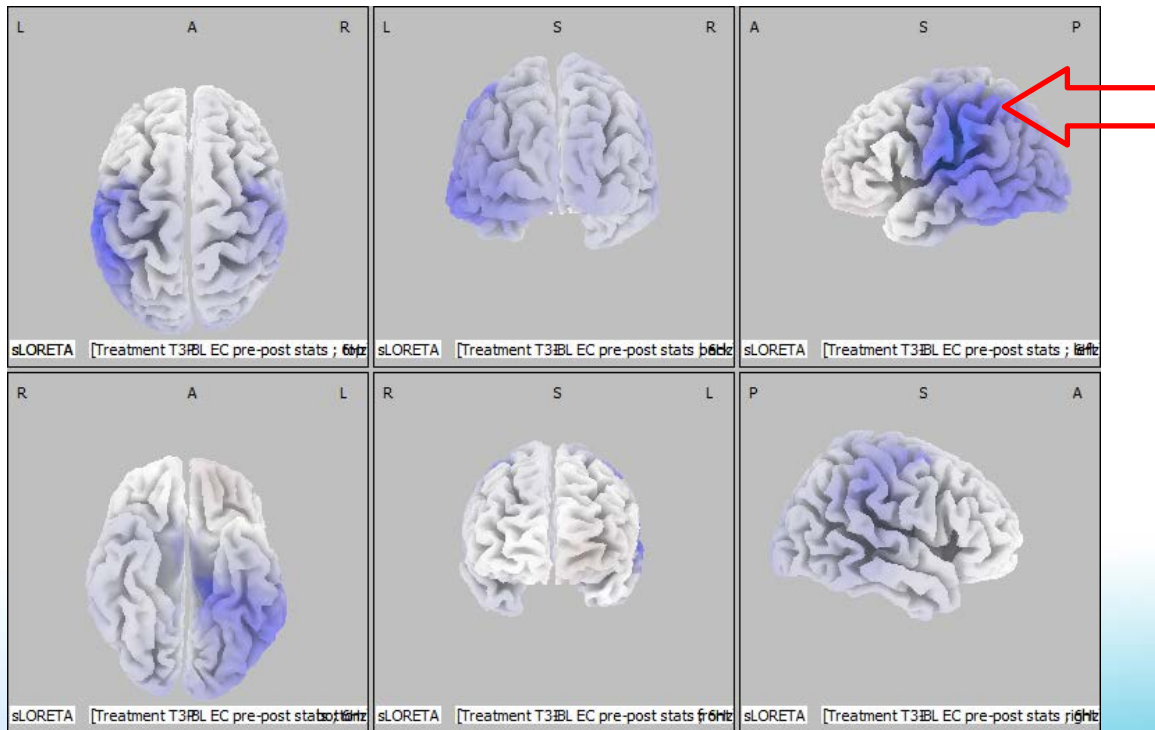 L A R
L S R
A S P
sLORETA [Treatment T3-BL EC pre-post stats ;
sLORETA [Treatment T3-BL EC pre-post stats
sLORETA [Treatment T3-BL EC pre-post stats ;
R A L
R S L
P S A
sLORETA [Treatment T3-BL EC pre-post stats
sLORETA [Treatment T3-BL EC pre-post stats
sLORETA [Treatment T3-BL EC pre-post stats